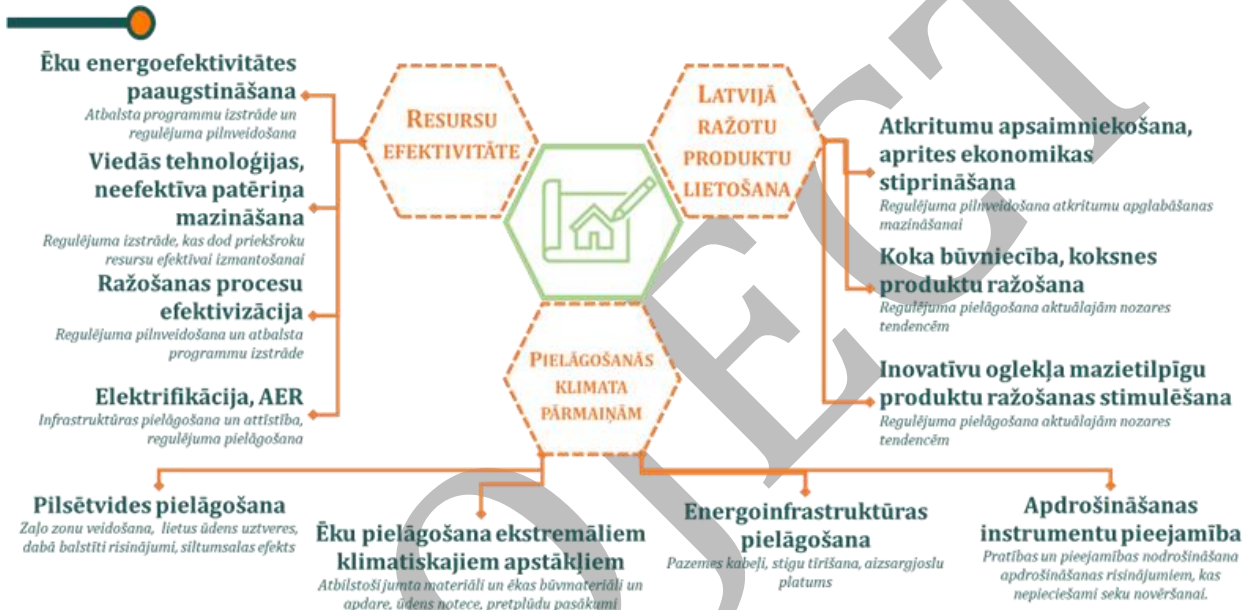 Ēku energoefektivitātes
paaugstināšana
Atbalsta programmu izstrāde un
regulējuma pilnveidošana
Viedās tehnoloģijas,
neefektīva patēriņa
mazināšana
Regulējuma izstrāde, kas dod priekšroku
resursu efektīvai izmantošanai
Ražošanas procesu
efektivizācija
Regulējuma pilnveidošana un atbalsta
programmu izstrāde
Elektrifikācija, AER
Infrastruktūras pielāgošana un attīstība,
regulējuma pielāgošana
RESURSU
EFEKTIVITĀTE
LATVIJĀ
RAŽOTU
PRODUKTU
LIETOŠANA
PIELĀGOŠANĀS
KLIMATA
PĀRMAIŅĀM
Atkritumu apsaimniekošana,
aprites ekonomikas
stiprināšana
Regulējuma pilnveidošana atkritumu apglabāšanas
mazināšanai
Koka būvniecība, koksnes
produktu ražošana
Regulējuma pielāgošana aktuālajām nozares
tendencēm
Inovatīvu oglekļa mazietilpīgu
produktu ražošanas stimulēšana
Regulējuma pielāgošana aktuālajām nozares
tendencēm
Pilsētvides pielāgošana
Zaļo zonu veidošana, lietus ūdens uztveres,
dabā balstīti risinājumi, siltumsalas efekts
Ēku pielāgošana ekstremāliem
klimatiskajiem apstākļiem
Atbilstoši jumta materiāli un ēkas būvmateriāli un
apdare, ūdens notece, pretplūdu pasākumi
Energoinfrastruktūras
pielāgošana
Pazemes kabeļi, stigu tīrīšana, aizsargjoslu
platums
Apdrošināšanas
instrumentu pieejamība
Pratības un pieejamības nodrošināšana
apdrošināšanas risinājumiem, kas
nepieciešami seku novēršanai.
OJECT